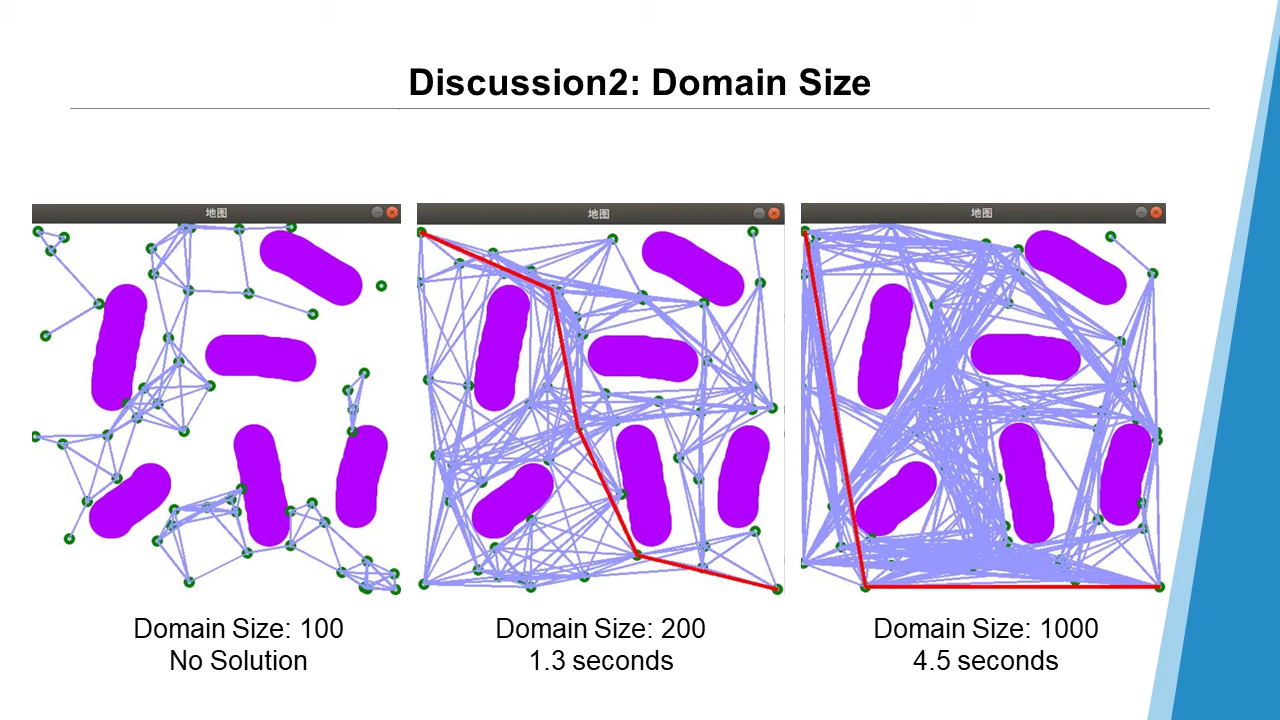 Discussion2: Domain Size
地图
地图
地图
Domain Size: 100
No Solution
Domain Size: 200
1.3 seconds
Domain Size: 1000
4.5 seconds